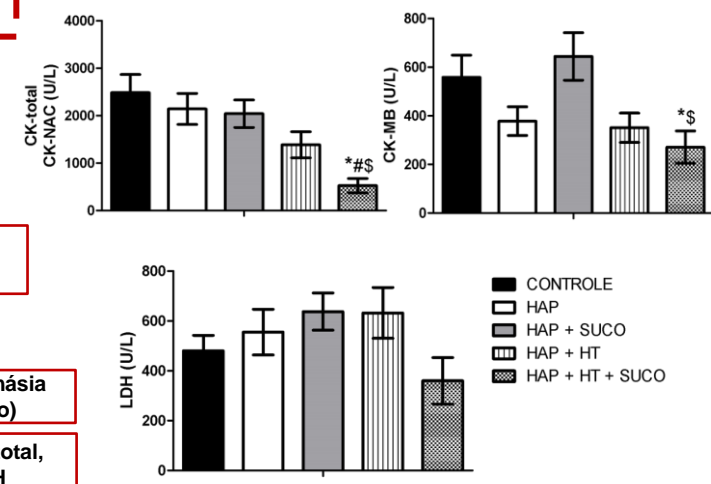 CK-total
CK-NAC (U/L)
4000
3000
2000
1000
0
*#$
CK-MB (U/L)
800
600
400
200
0
*$
LDH (U/L)
800
600
400
200
0
CONTROLE
HAP
HAP + SUCO
HAP + HT
HAP + HT + SUCO
o)
otal,